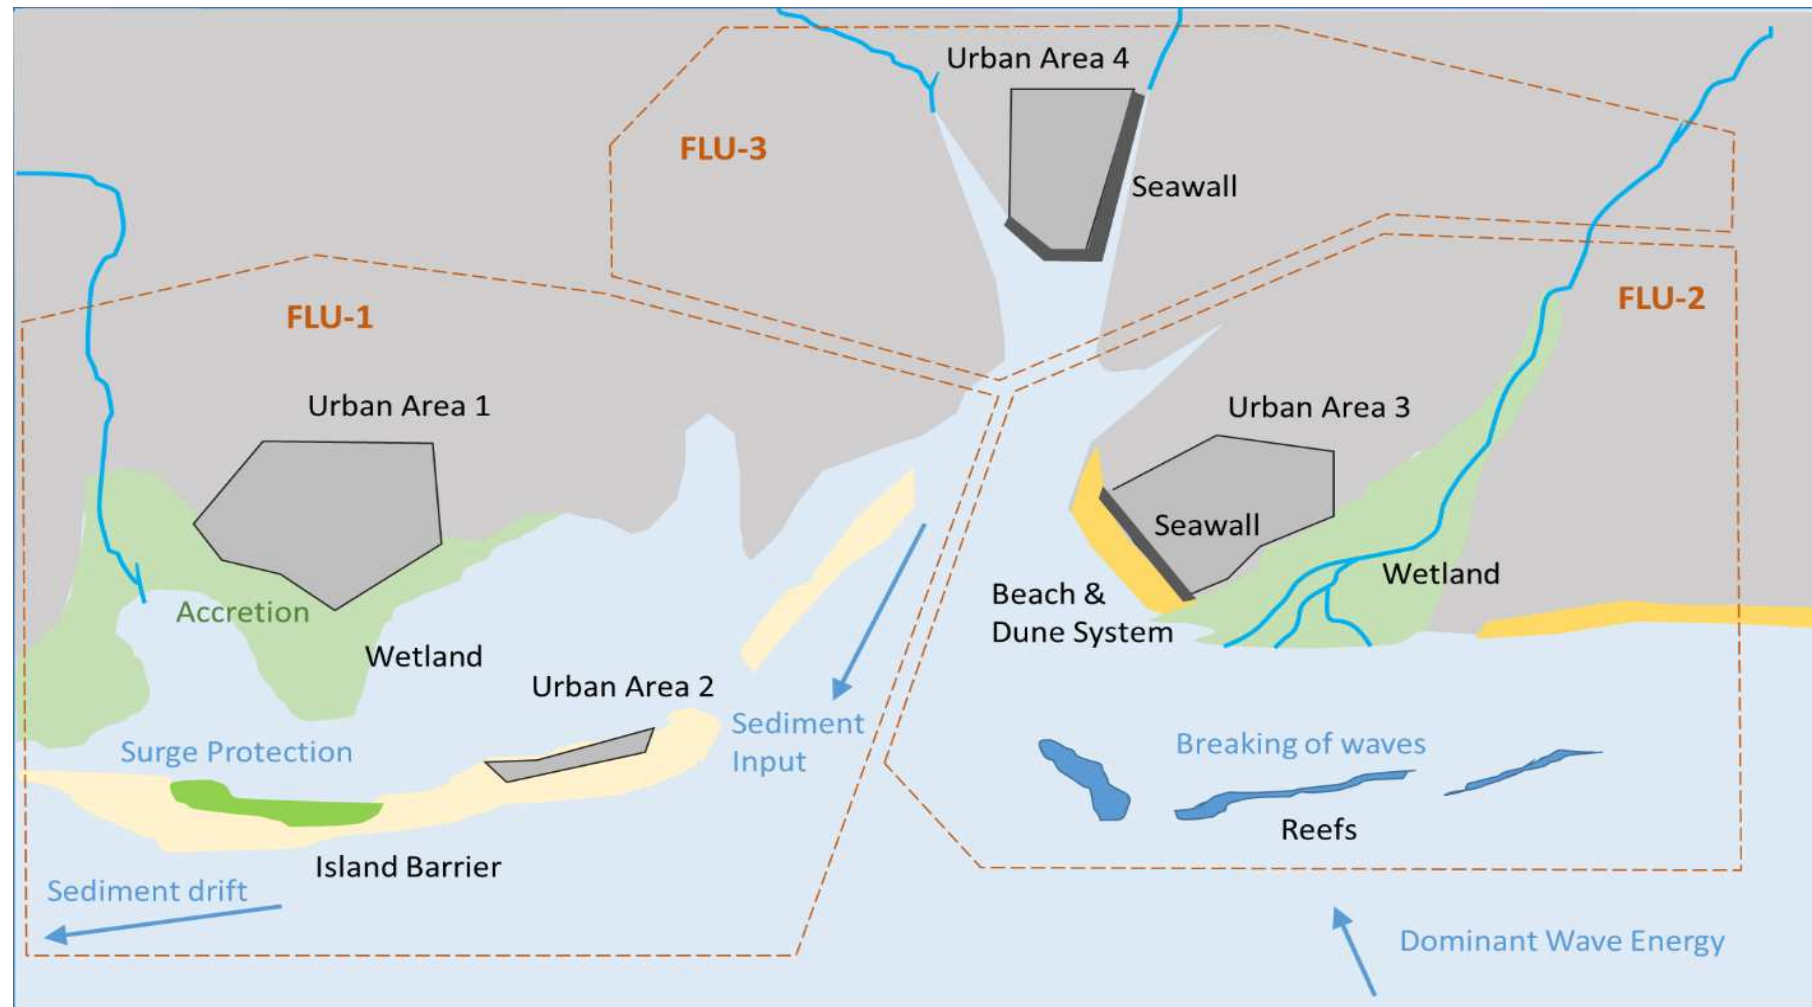 Urban Area 4
FLU-3
Seawall
FLU-1
FLU-2
Urban Area 1
Urban Area 3
Seawall
Wetland
Accretion
Beach &
Dune System
Wetland
Urban Area 2
Sediment
Input
Surge Protection
Breaking of waves
Reefs
Island Barrier
Sediment drift
Dominant Wave Energy